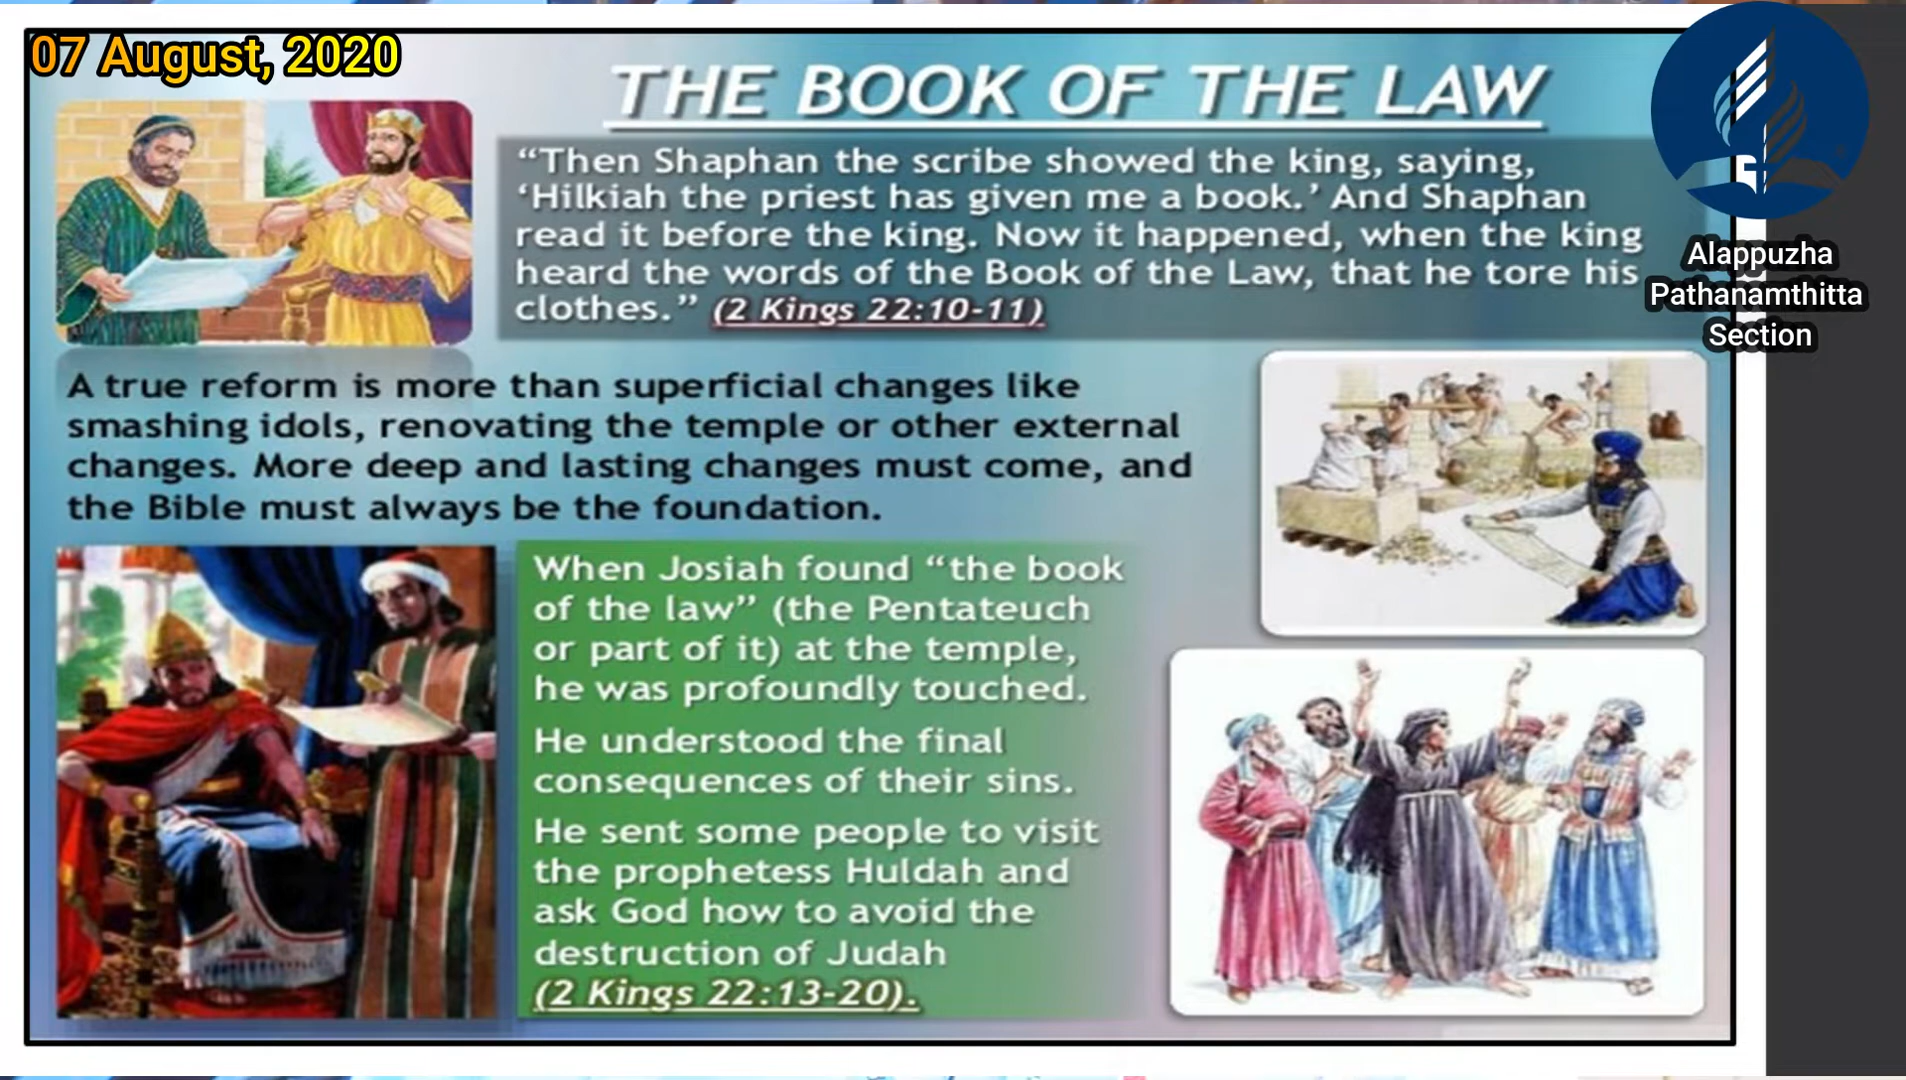 07 August, 2020
THE BOOK OF THE LAW
“Then Shaphan the scribe showed the king, saying,
‘Hilkiah the priest has given me a book.’ And Shaphan
read it before the king. Now it happened, when the king
heard the words of the Book of the Law, that he tore his
clothes.” (2 Kings 22:10-11)
Alappuzha
Pathanamthitta
Section
A true reform is more than superficial changes like
smashing idols, renovating the temple or other external
changes. More deep and lasting changes must come, and
the Bible must always be the foundation.
When Josiah found “the book
of the law” (the Pentateuch
or part of it) at the temple,
he was profoundly touched.
He understood the final
consequences of their sins.
He sent some people to visit
the prophetess Huldah and
ask God how to avoid the
destruction of Judah
(2 Kings 22:13-20).